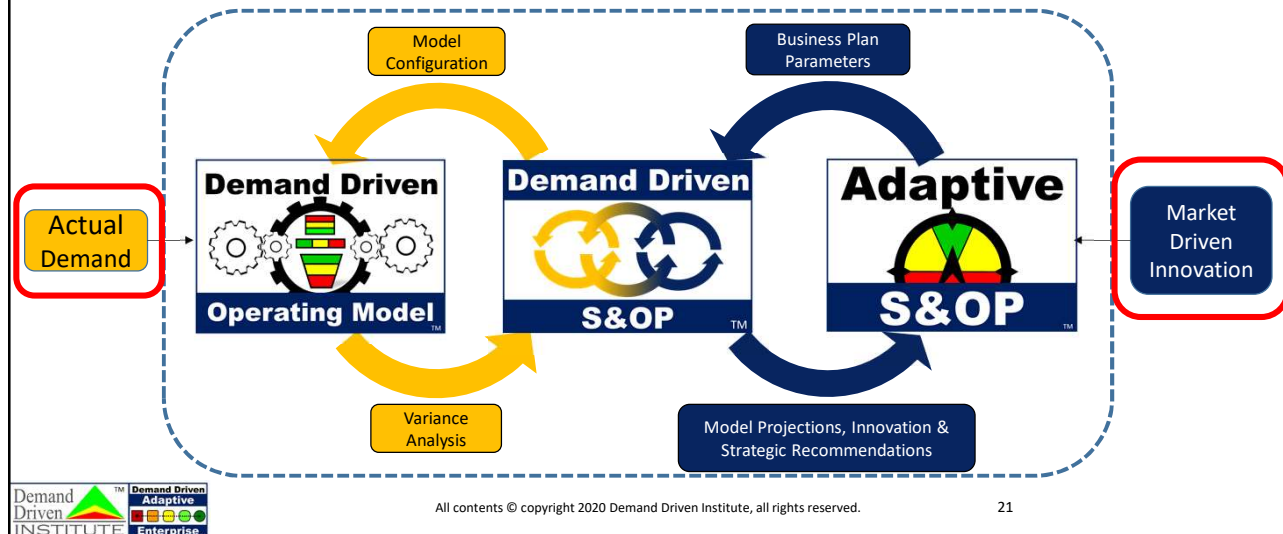 Model
Configuration
Business Plan
Parameters
Actual
Demand
Demand Driven
Operating Model
TM
Demand Driven
S&OP
TM
Adaptive
S&OP
TM
Market
Driven
Innovation
Variance
Analysis
Model Projections, Innovation &
Strategic Recommendations
Demand
Driven
INSTITUTE
TM
Demand Driven
Adaptive
Enterprise
All contents © copyright 2020 Demand Driven Institute, all rights reserved.
21